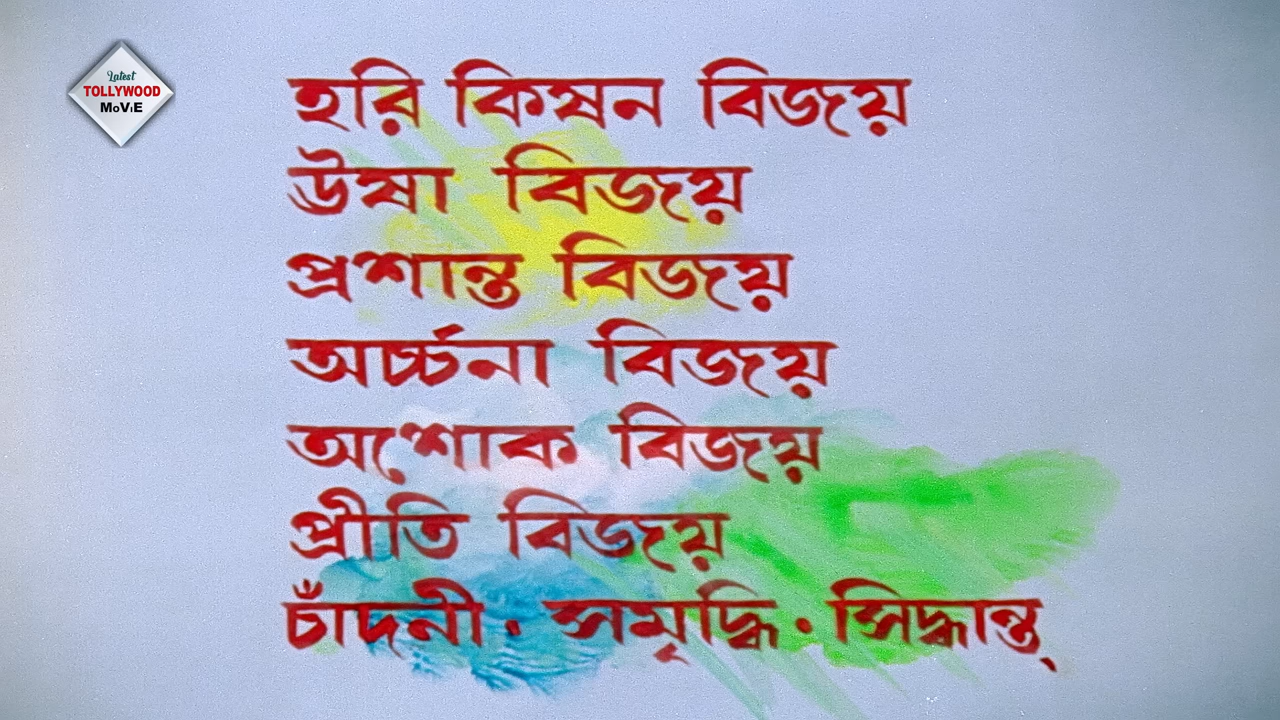 Latest
TOLLYWOOD
MoViE
হরি কিষন বিজয়
ঊষা বিজয়
প্রশান্ত বিজয়
অর্চ্চনা বিজয়
অশোক বিজয়
প্রীতি বিজয়
চাঁদনী · সমৃদ্ধি · সিদ্ধান্ত্